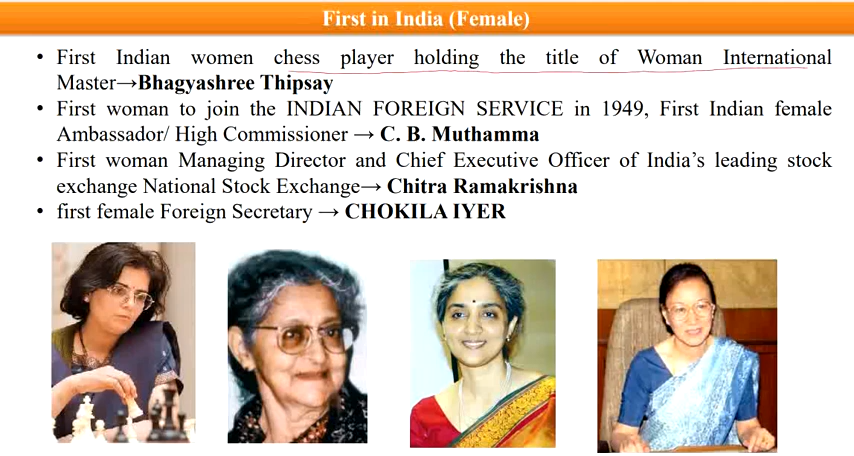 First in India (Female)
• First Indian women chess player holding the title of Woman International
Master→Bhagyashree Thipsay
• First woman to join the INDIAN FOREIGN SERVICE in 1949, First Indian female
Ambassador/ High Commissioner → C. B. Muthamma
• First woman Managing Director and Chief Executive Officer of India's leading stock
exchange National Stock Exchange→ Chitra Ramakrishna
• first female Foreign Secretary → CHOKILA IYER